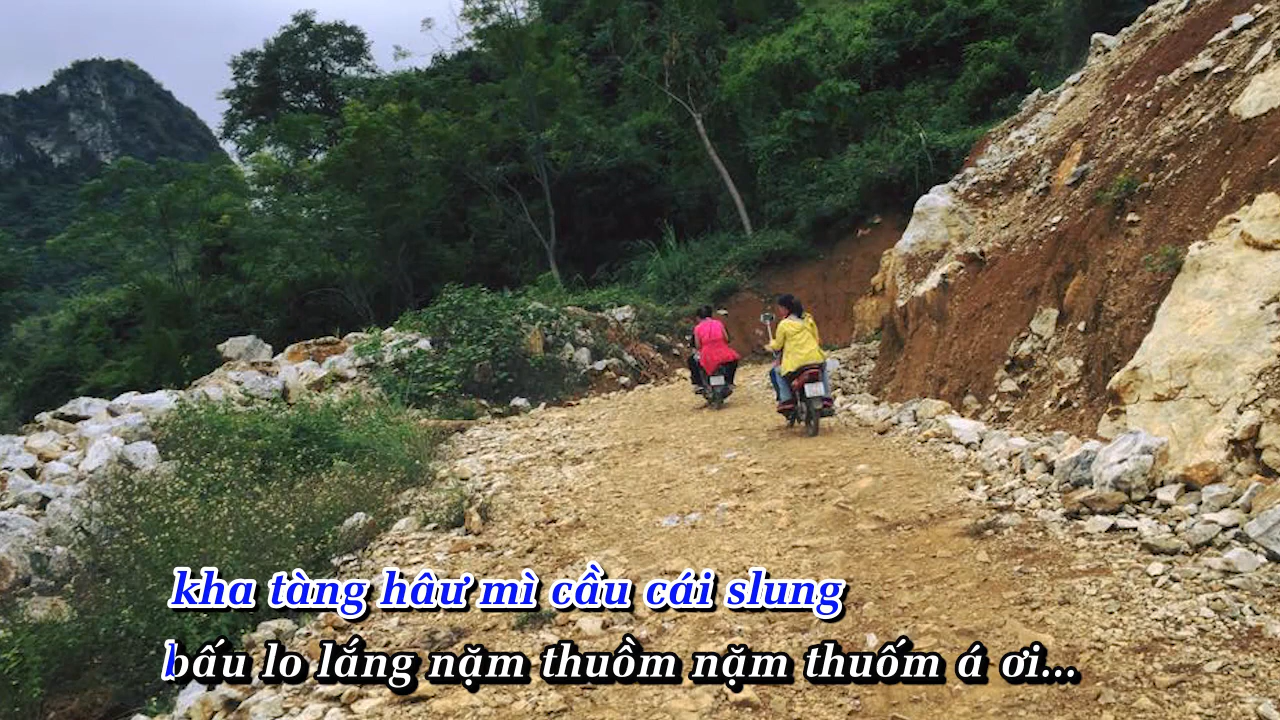 kha tàng hâư mì cầu cái slung
bấu lo lắng nặm thuồm nặm thuốm á ơi...